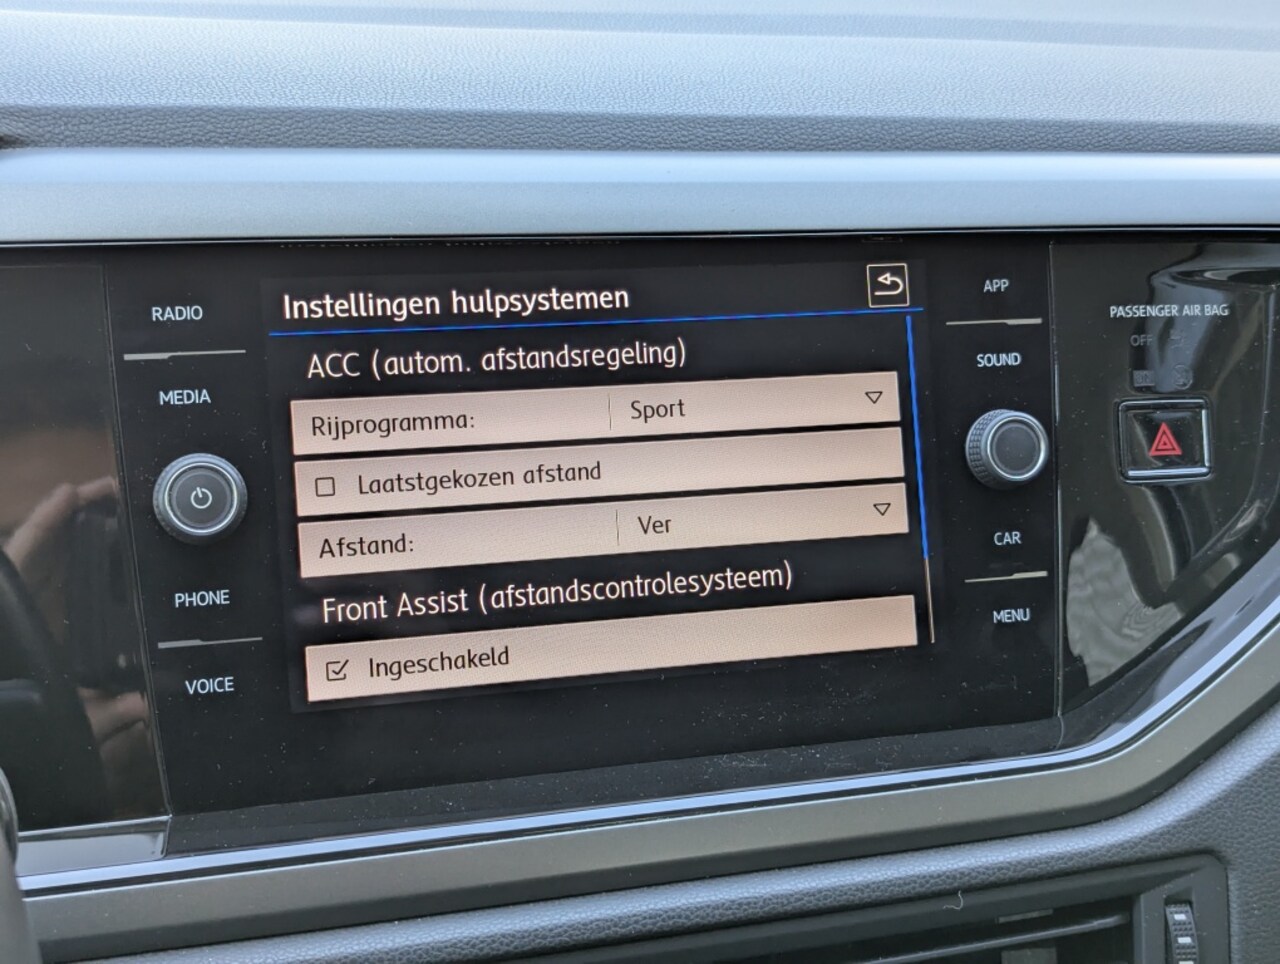 RADIO
MEDIA
PHONE
VOICE
Instellingen hulpsystemen
ACC (autom. afstandsregeling)
Rijprogramma: Sport
Laatstgekozen afstand
Afstand: Ver
Front Assist (afstandscontrolesysteem)
Ingeschakeld
APP
SOUND
CAR
MENU
PASSENGER AIR BAG
OFF